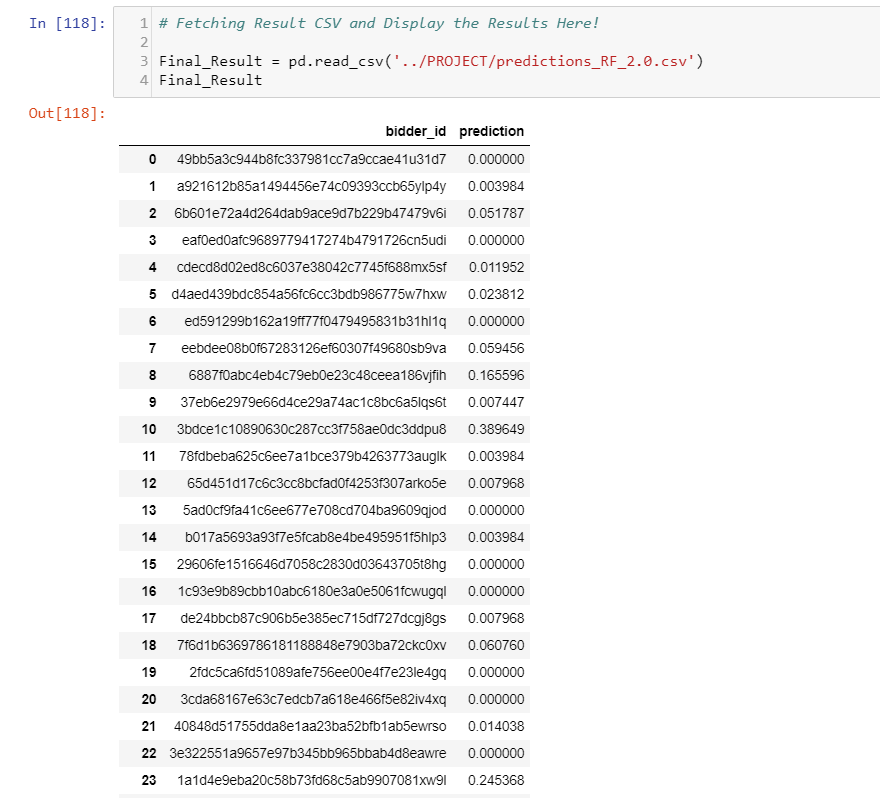 In [118]:
1 # Fetching Result CSV and Display the Results Here!
2
3 Final_Result = pd.read_csv('../PROJECT/predictions_RF_2.0.csv')
4 Final_Result
Out[118]:
bidder_id prediction
0 49bb5a3c944b8fc337981cc7a9ccae41u31d7 0.000000
1 a921612b85a1494456e74c09393ccb65ylp4y 0.003984
2 6b601e72a4d264dab9ace9d7b229b47479v6i 0.051787
3 eaf0ed0afc9689779417274b4791726cn5udi 0.000000
4 cdecd8d02ed8c6037e38042c7745f688mx5sf 0.011952
5 d4aed439bdc854a56fc6cc3bdb986775w7hxw 0.023812
6 ed591299b162a19ff77f0479495831b31hl1q 0.000000
7 eebdee08b0f67283126ef60307f49680sb9va 0.059456
8 6887f0abc4eb4c79eb0e23c48ceea186vjfih 0.165596
9 37eb6e2979e66d4ce29a74ac1c8bc6a5lqs6t 0.007447
10 3bdce1c10890630c287cc3f758ae0dc3ddpu8 0.389649
11 78fdbeba625c6ee7a1bce379b4263773auglk 0.003984
12 65d451d17c6c3cc8bcfad0f4253f307arko5e 0.007968
13 5ad0cf9fa41c6ee677e708cd704ba9609qjod 0.000000
14 b017a5693a93f7e5fcab8e4be495951f5hlp3 0.003984
15 29606fe1516646d7058c2830d03643705t8hg 0.000000
16 1c93e9b89cbb10abc6180e3a0e5061fcwugql 0.000000
17 de24bbcb87c906b5e385ec715df727dcgj8gs 0.007968
18 7f6d1b6369786181188848e7903ba72ckc0xv 0.060760
19 2fdc5ca6fd51089afe756ee00e4f7e23le4gq 0.000000
20 3cda68167e63c7edcb7a618e466f5e82iv4xq 0.000000
21 40848d51755dda8e1aa23ba52bfb1ab5ewrso 0.014038
22 3e322551a9657e97b345bb965bbab4d8eawre 0.000000
23 1a1d4e9eba20c58b73fd68c5ab9907081xw9l 0.245368